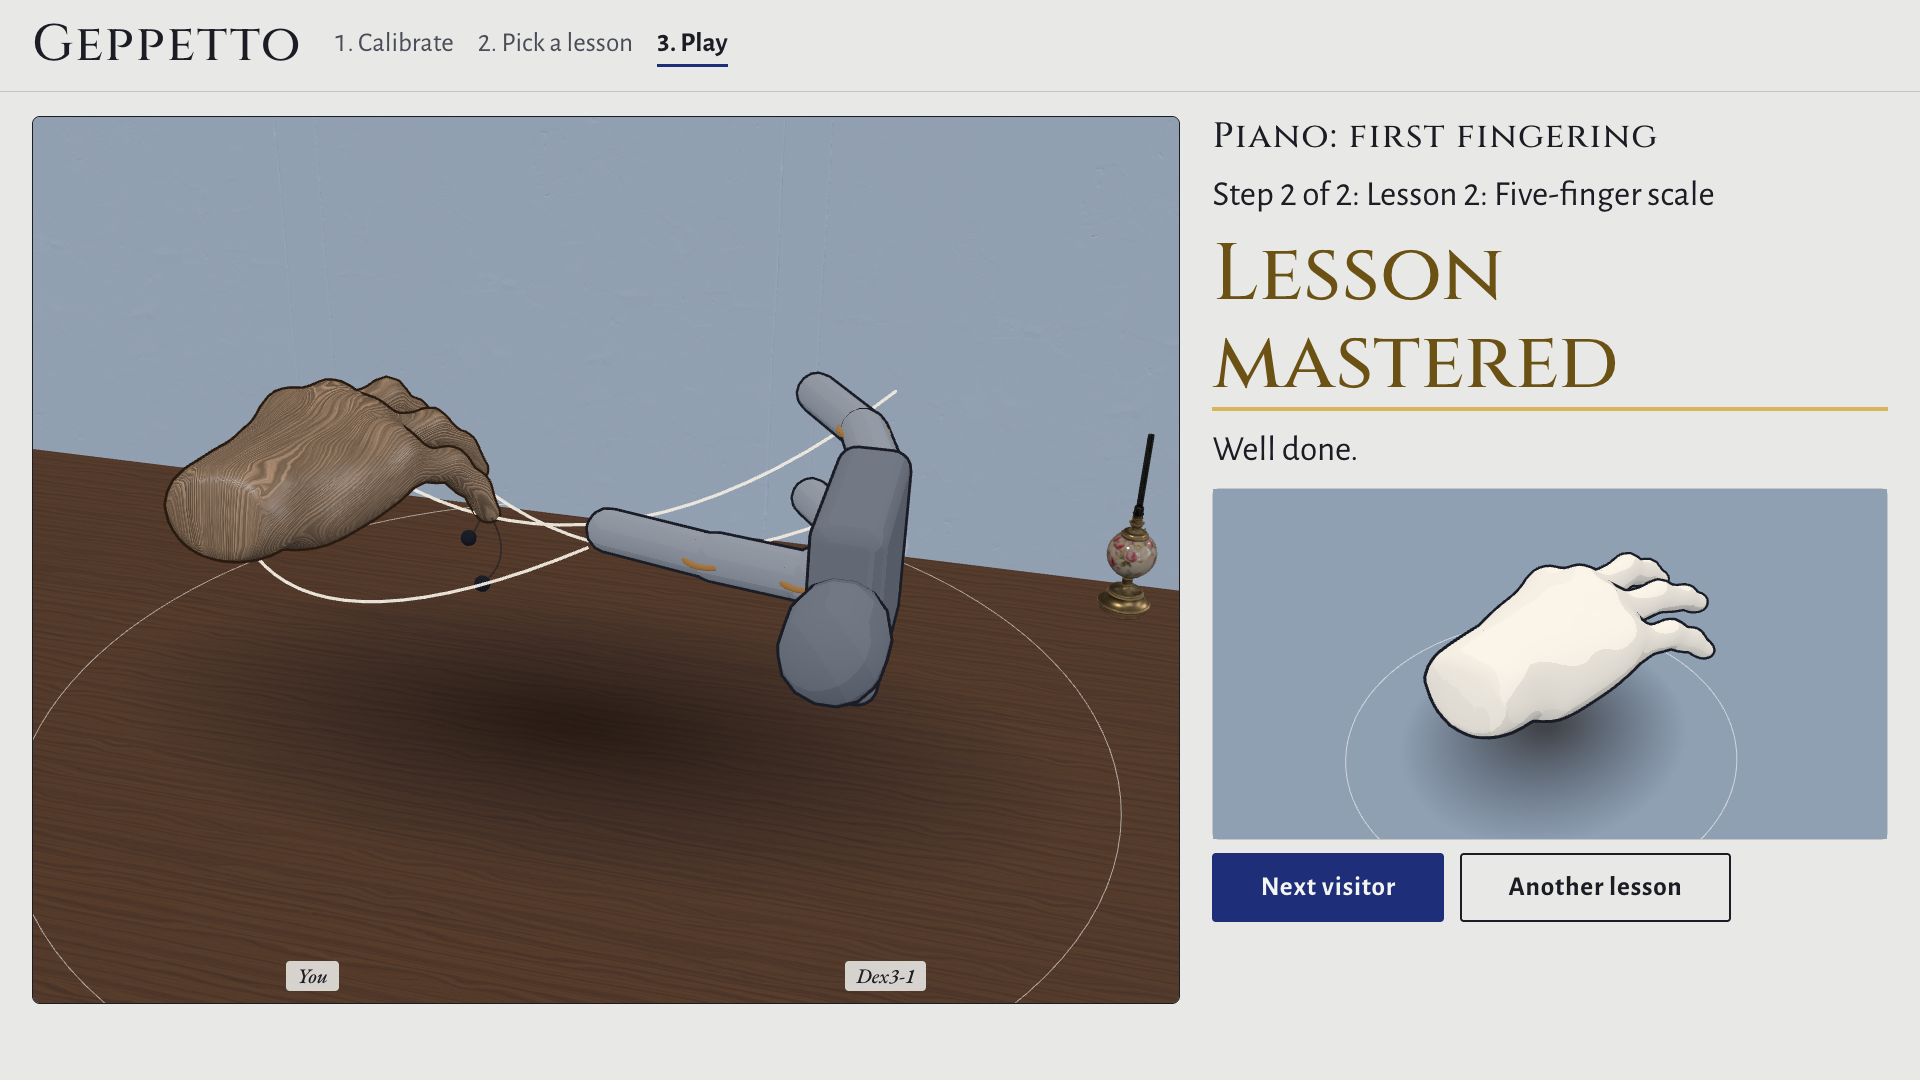 Geppetto
1. Calibrate
2. Pick a lesson
3. Play
Piano: first fingering
Step 2 of 2: Lesson 2: Five-finger scale
Lesson
mastered
Well done.
Next visitor
Another lesson
You
Dex3-1